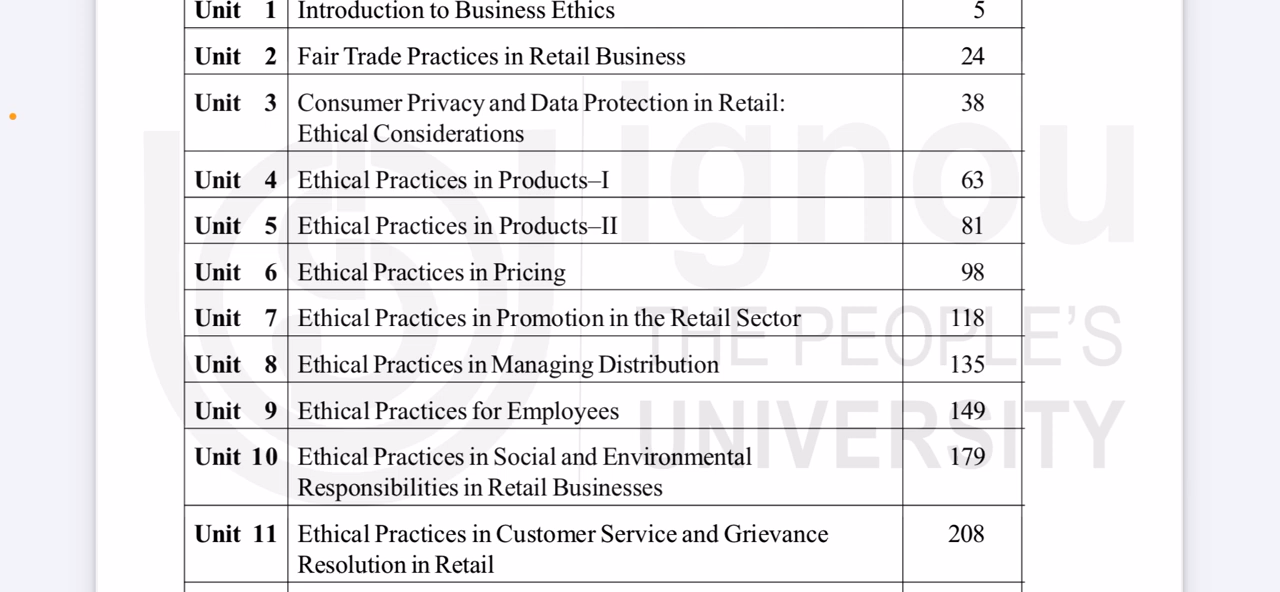 Unit 1 Introduction to Business Ethics 5
Unit 2 Fair Trade Practices in Retail Business 24
Unit 3 Consumer Privacy and Data Protection in Retail: 38
Ethical Considerations
Unit 4 Ethical Practices in Products–I 63
Unit 5 Ethical Practices in Products–II 81
Unit 6 Ethical Practices in Pricing 98
Unit 7 Ethical Practices in Promotion in the Retail Sector 118
Unit 8 Ethical Practices in Managing Distribution 135
Unit 9 Ethical Practices for Employees 149
Unit 10 Ethical Practices in Social and Environmental 179
Responsibilities in Retail Businesses
Unit 11 Ethical Practices in Customer Service and Grievance 208
Resolution in Retail
ignou
THE PEOPLE'S
UNIVERSITY